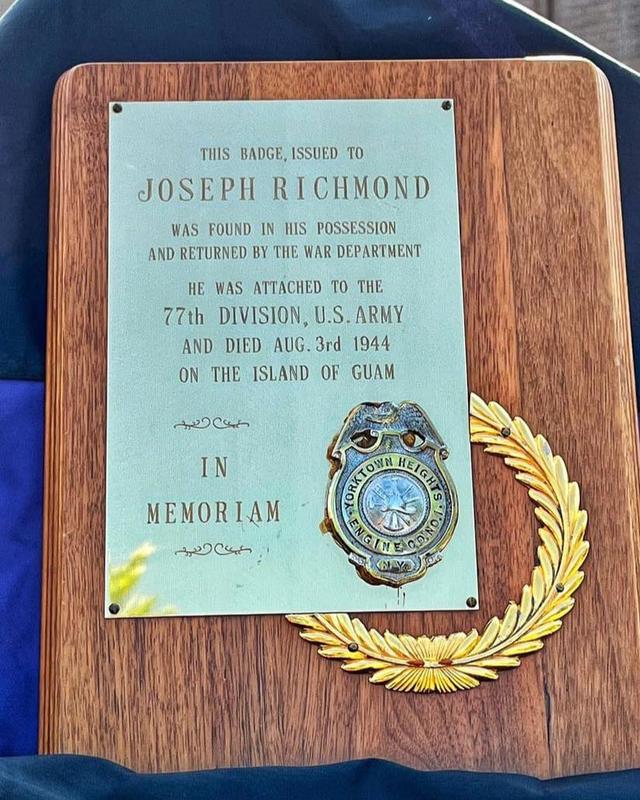 THIS BADGE, ISSUED TO
JOSEPH RICHMOND
WAS FOUND IN HIS POSSESSION
AND RETURNED BY THE WAR DEPARTMENT
HE WAS ATTACHED TO THE
77th DIVISION, U.S. ARMY
AND DIED AUG. 3rd 1944
ON THE ISLAND OF GUAM
IN
MEMORIAM
YORKTOWN HEIGHTS
ENGINE CO. NO. 1
N.Y.